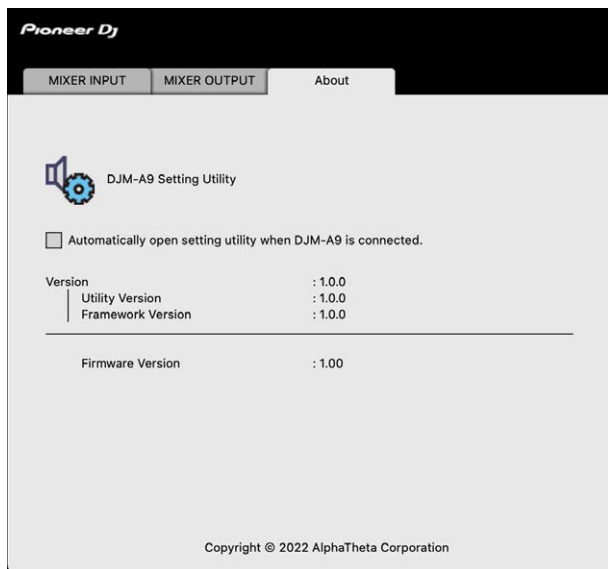 Pioneer Dj
MIXER INPUT MIXER OUTPUT About
DJM-A9 Setting Utility
Automatically open setting utility when DJM-A9 is connected.
Version : 1.0.0
Utility Version : 1.0.0
Framework Version : 1.0.0
Firmware Version : 1.00
Copyright © 2022 AlphaTheta Corporation